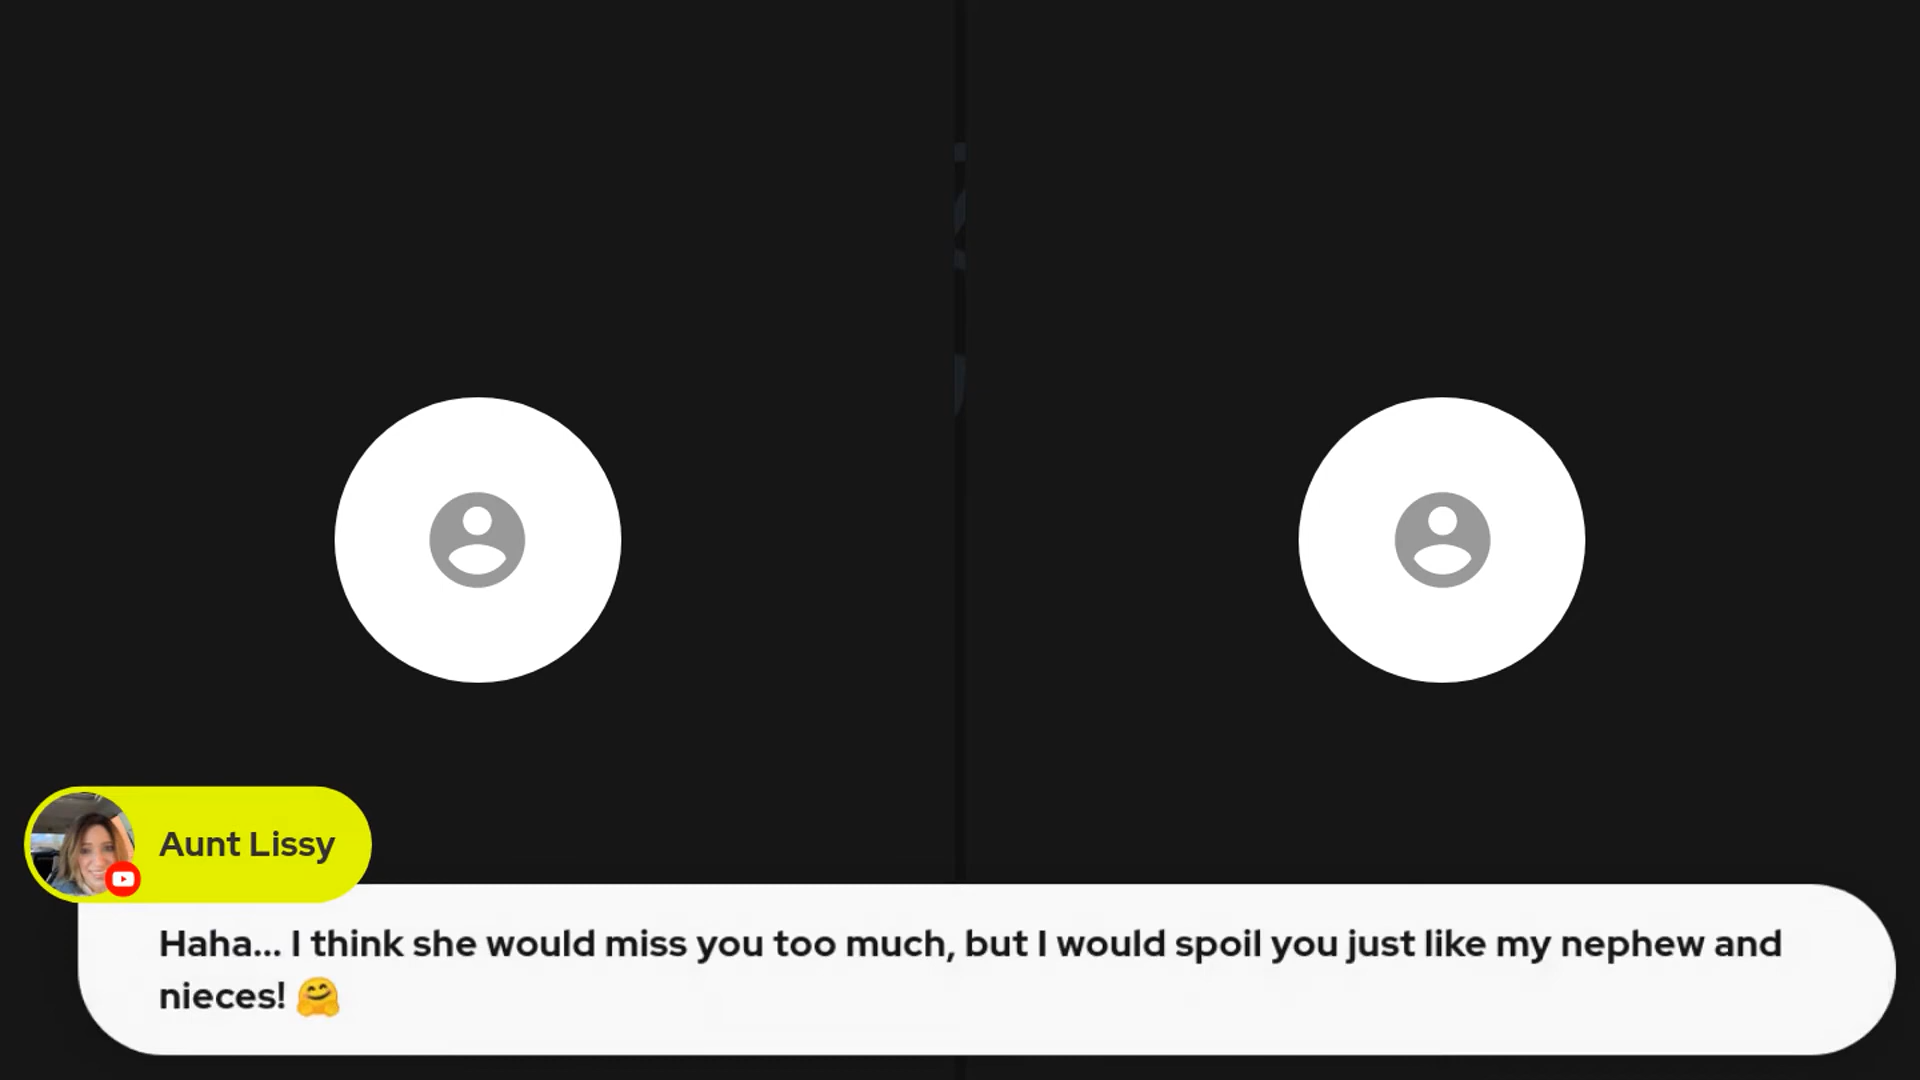 Aunt Lissy
Haha... I think she would miss you too much, but I would spoil you just like my nephew and
nieces! 🤗